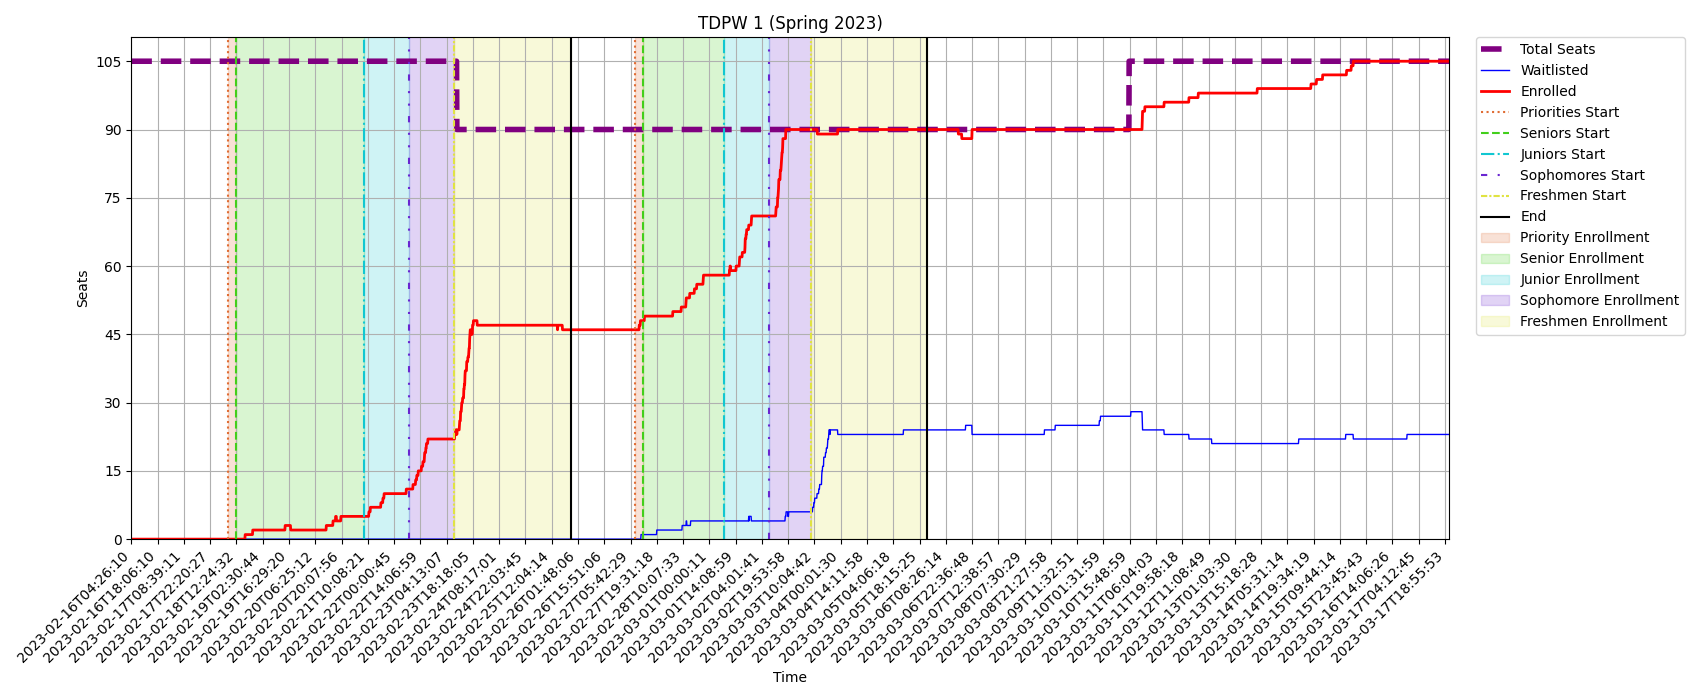 TDPW 1 (Spring 2023)
105
90
75
60
45
30
15
0
Seats
2023-02-16T04:26:10
2023-02-16T18:06:10
2023-02-17T08:39:11
2023-02-17T22:20:27
2023-02-18T12:24:32
2023-02-19T02:30:44
2023-02-19T16:29:20
2023-02-20T06:25:12
2023-02-20T20:07:56
2023-02-21T10:08:21
2023-02-22T00:00:45
2023-02-22T14:06:59
2023-02-23T04:13:07
2023-02-23T18:18:05
2023-02-24T08:17:01
2023-02-24T22:03:45
2023-02-25T12:04:14
2023-02-26T01:48:06
2023-02-26T15:51:06
2023-02-27T05:42:29
2023-02-27T19:31:18
2023-02-28T10:07:33
2023-03-01T00:00:11
2023-03-01T14:08:59
2023-03-02T04:01:41
2023-03-02T19:53:58
2023-03-03T10:04:42
2023-03-04T00:01:30
2023-03-04T14:11:58
2023-03-05T04:06:18
2023-03-05T18:15:25
2023-03-06T08:26:14
2023-03-06T22:36:48
2023-03-07T12:38:57
2023-03-08T07:30:29
2023-03-08T21:27:58
2023-03-09T11:32:51
2023-03-10T01:31:59
2023-03-10T15:48:59
2023-03-11T06:04:03
2023-03-11T19:58:18
2023-03-12T11:08:49
2023-03-13T01:03:30
2023-03-13T15:18:28
2023-03-14T05:31:14
2023-03-14T19:34:19
2023-03-15T09:44:14
2023-03-15T23:45:43
2023-03-16T14:06:26
2023-03-17T04:12:45
2023-03-17T18:55:53
Time
Total Seats
Waitlisted
Enrolled
Priorities Start
Seniors Start
Juniors Start
Sophomores Start
Freshmen Start
End
Priority Enrollment
Senior Enrollment
Junior Enrollment
Sophomore Enrollment
Freshmen Enrollment